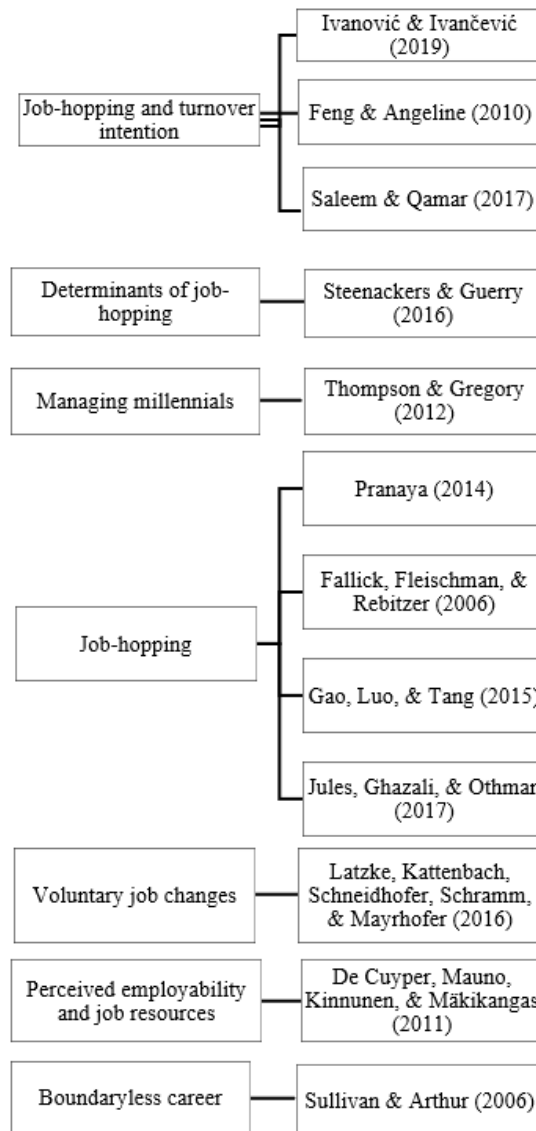 Ivanović & Ivančević
(2019)
Job-hopping and turnover
intention
Feng & Angeline (2010)
Saleem & Qamar (2017)
Determinants of job-
hopping
Steenackers & Guerry
(2016)
Managing millennials
Thompson & Gregory
(2012)
Job-hopping
Pranaya (2014)
Fallick, Fleischman, &
Rebitzer (2006)
Gao, Luo, & Tang (2015)
Jules, Ghazali, & Othman
(2017)
Voluntary job changes
Latzke, Kattenbach,
Schneidhofer, Schramm,
& Mayrhofer (2016)
Perceived employability
and job resources
De Cuyper, Mauno,
Kinnunen, & Mäkikangas
(2011)
Boundaryless career
Sullivan & Arthur (2006)